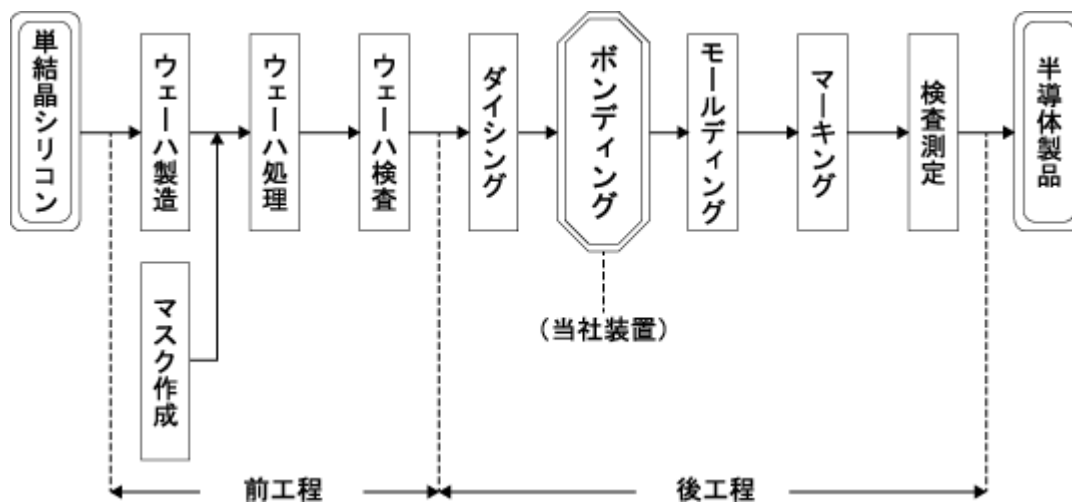 単結晶シリコン
ウェーハ製造
ウェーハ処理
ウェーハ検査
ダイシング
ボンディング
モールディング
マーキング
検査測定
半導体製品
マスク作成
（当社装置）
前工程
後工程